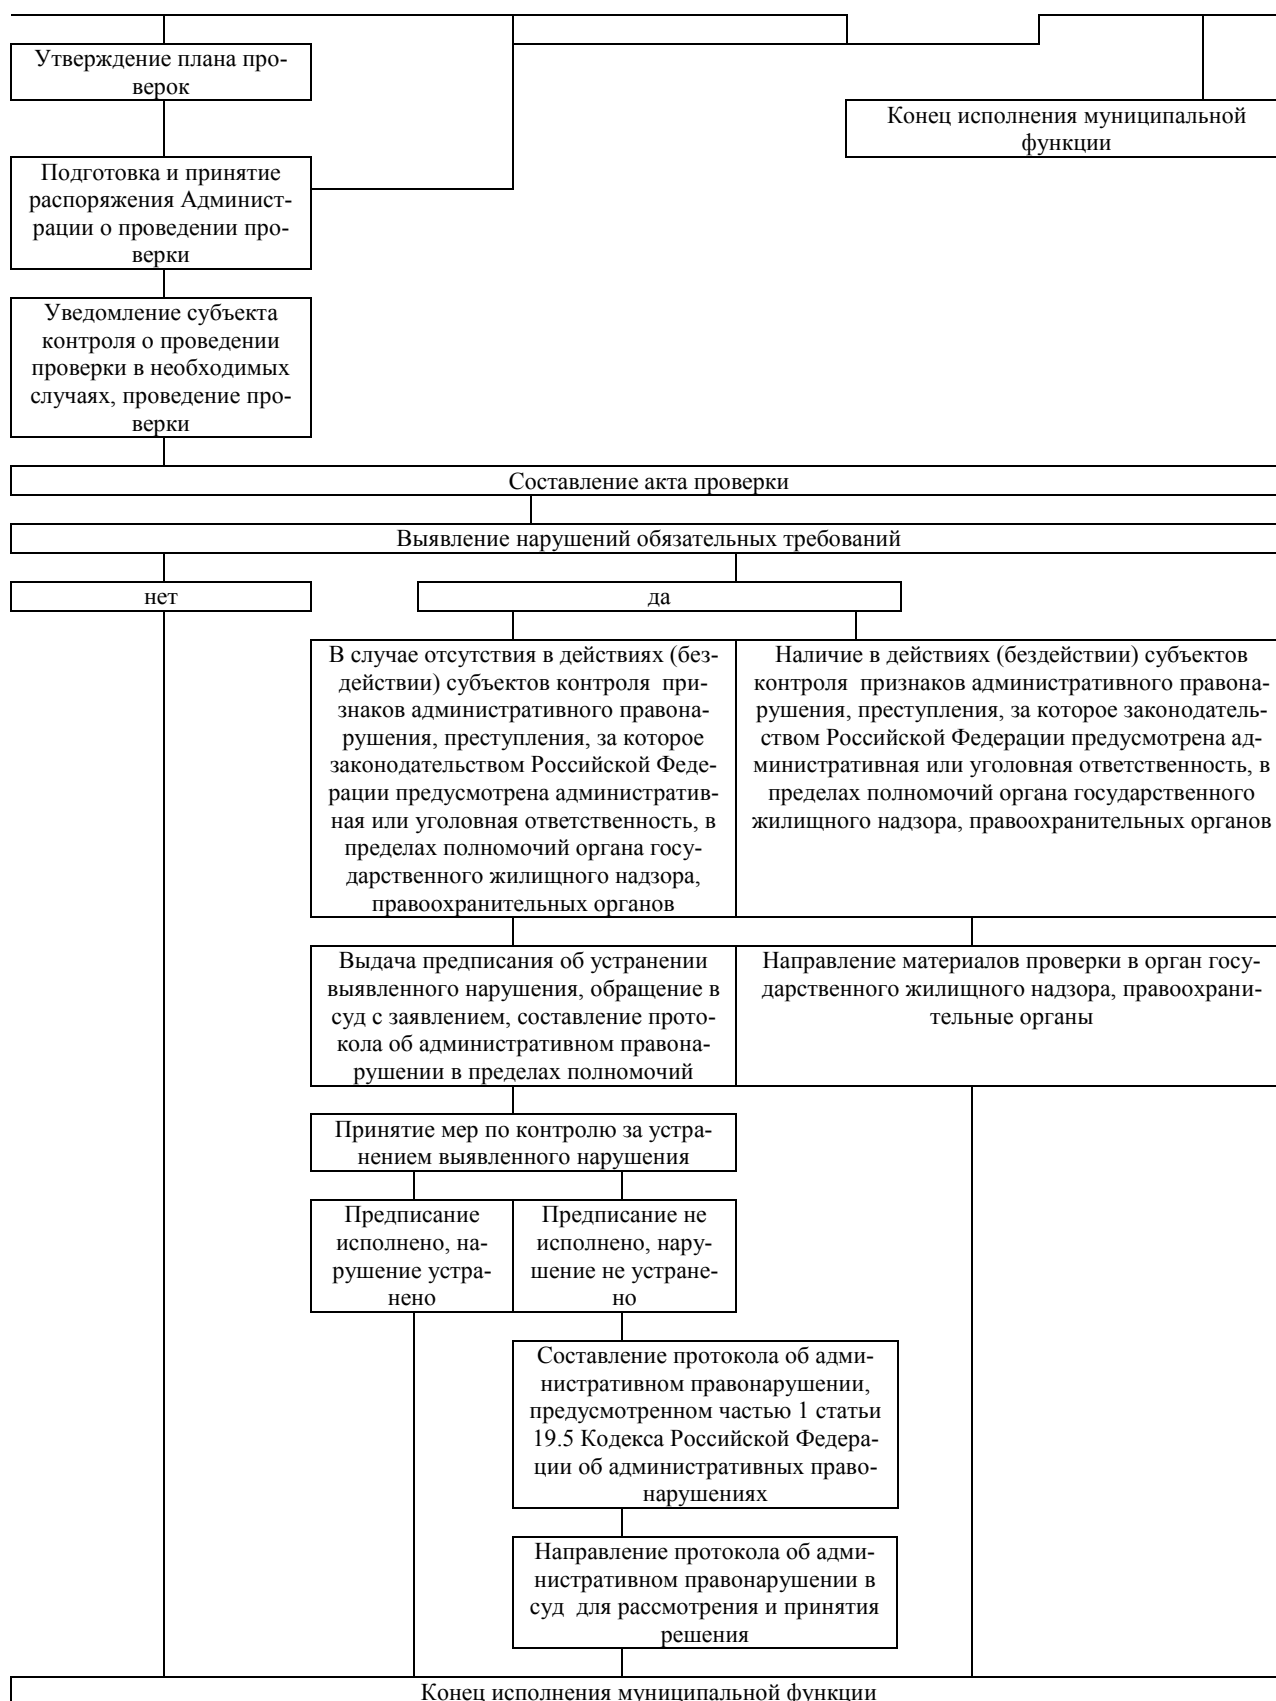 Утверждение плана про-
верок
Конец исполнения муниципальной
функции
Подготовка и принятие
распоряжения Админист-
рации о проведении про-
верки
Уведомление субъекта
контроля о проведении
проверки в необходимых
случаях, проведение про-
верки
Составление акта проверки
Выявление нарушений обязательных требований
нет
да
В случае отсутствия в действиях (без-
действии) субъектов контроля  при-
знаков административного правона-
рушения, преступления, за которое
законодательством Российской Феде-
рации предусмотрена административ-
ная или уголовная ответственность, в
пределах полномочий органа госу-
дарственного жилищного надзора,
правоохранительных органов
Наличие в действиях (бездействии) субъектов
контроля  признаков административного правона-
рушения, преступления, за которое законодатель-
ством Российской Федерации предусмотрена ад-
министративная или уголовная ответственность, в
пределах полномочий органа государственного
жилищного надзора, правоохранительных органов
Выдача предписания об устранении
выявленного нарушения, обращение в
суд с заявлением, составление прото-
кола об административном правона-
рушении в пределах полномочий
Направление материалов проверки в орган госу-
дарственного жилищного надзора, правоохрани-
тельные органы
Принятие мер по контролю за устра-
нением выявленного нарушения
Предписание
исполнено, на-
рушение устра-
нено
Предписание не
исполнено, нару-
шение не устране-
но
Составление протокола об адми-
нистративном правонарушении,
предусмотренном частью 1 статьи
19.5 Кодекса Российской Федера-
ции об административных право-
нарушениях
Направление протокола об адми-
нистративном правонарушении в
суд  для рассмотрения и принятия
решения
Конец исполнения муниципальной функции